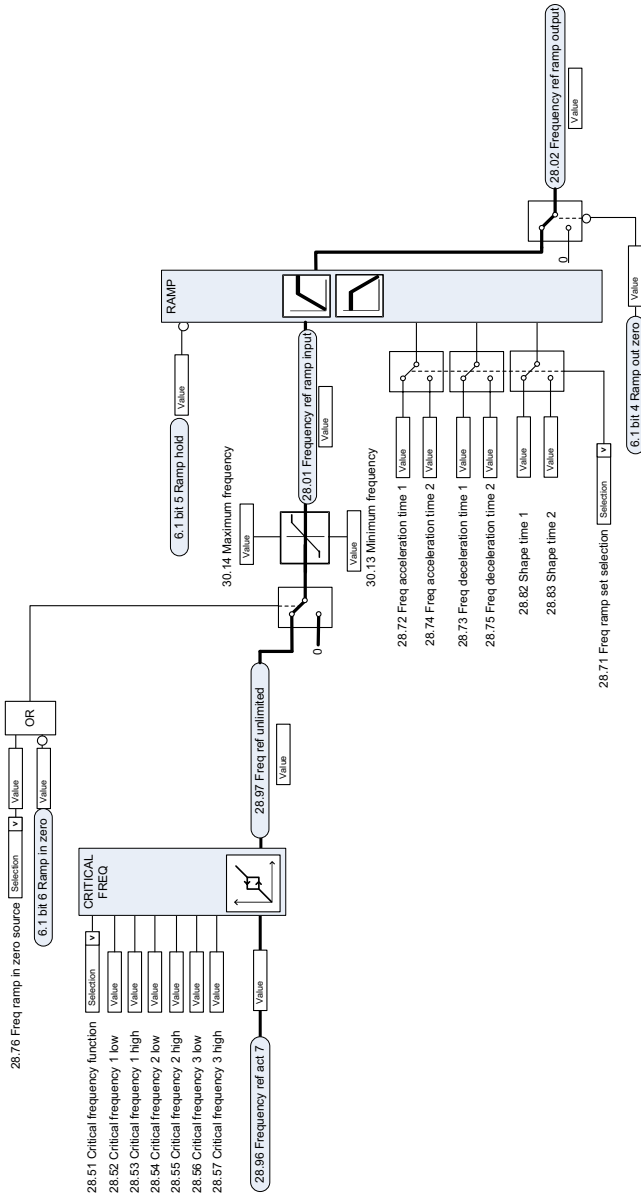 28.76 Freq ramp in zero source
Selection
v
Value
6.1 bit 6 Ramp in zero
Value
OR
28.51 Critical frequency function
Selection
v
28.52 Critical frequency 1 low
Value
28.53 Critical frequency 1 high
Value
28.54 Critical frequency 2 low
Value
28.55 Critical frequency 2 high
Value
28.56 Critical frequency 3 low
Value
28.57 Critical frequency 3 high
Value
28.96 Frequency ref act 7
Value
CRITICAL
FREQ
28.97 Freq ref unlimited
Value
0
30.14 Maximum frequency
Value
30.13 Minimum frequency
Value
28.01 Frequency ref ramp input
Value
6.1 bit 5 Ramp hold
Value
RAMP
28.72 Freq acceleration time 1
Value
28.74 Freq acceleration time 2
Value
28.73 Freq deceleration time 1
Value
28.75 Freq deceleration time 2
Value
28.82 Shape time 1
Value
28.83 Shape time 2
Value
28.71 Freq ramp set selection
Selection
v
0
6.1 bit 4 Ramp out zero
Value
28.02 Frequency ref ramp output
Value